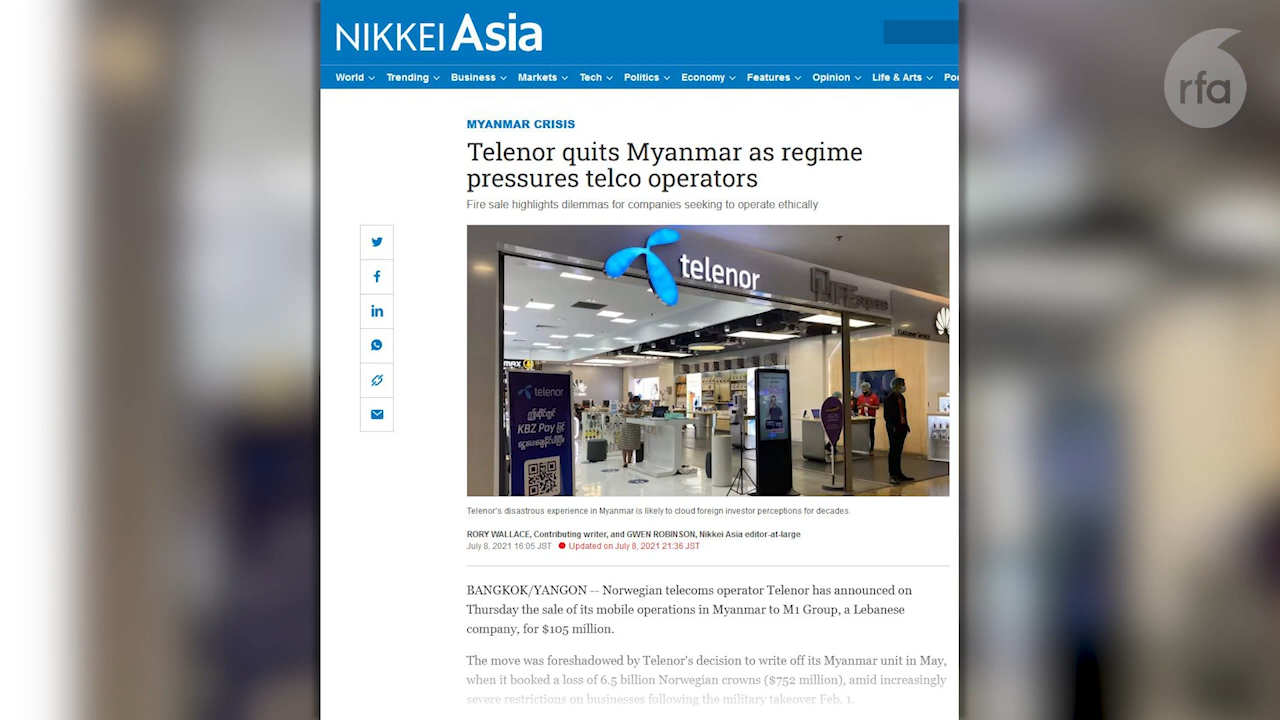 NIKKEI Asia
rfa
World Trending Business Markets Tech Politics Economy Features Opinion Life & Arts
MYANMAR CRISIS
Telenor quits Myanmar as regime
pressures telco operators
Fire sale highlights dilemmas for companies seeking to operate ethically
telenor
telenor
KBZ Pay ဖြင့်
Telenor's disastrous experience in Myanmar is likely to cloud foreign investor perceptions for decades.
RORY WALLACE, Contributing writer, and GWEN ROBINSON, Nikkei Asia editor-at-large
July 8, 2021 16:05 JST Updated on July 8, 2021 21:36 JST
BANGKOK/YANGON -- Norwegian telecoms operator Telenor has announced on
Thursday the sale of its mobile operations in Myanmar to M1 Group, a Lebanese
company, for $105 million.
The move was foreshadowed by Telenor's decision to write off its Myanmar unit in May,
when it booked a loss of 6.5 billion Norwegian crowns ($752 million), amid increasingly
severe restrictions on businesses following the military takeover Feb. 1.